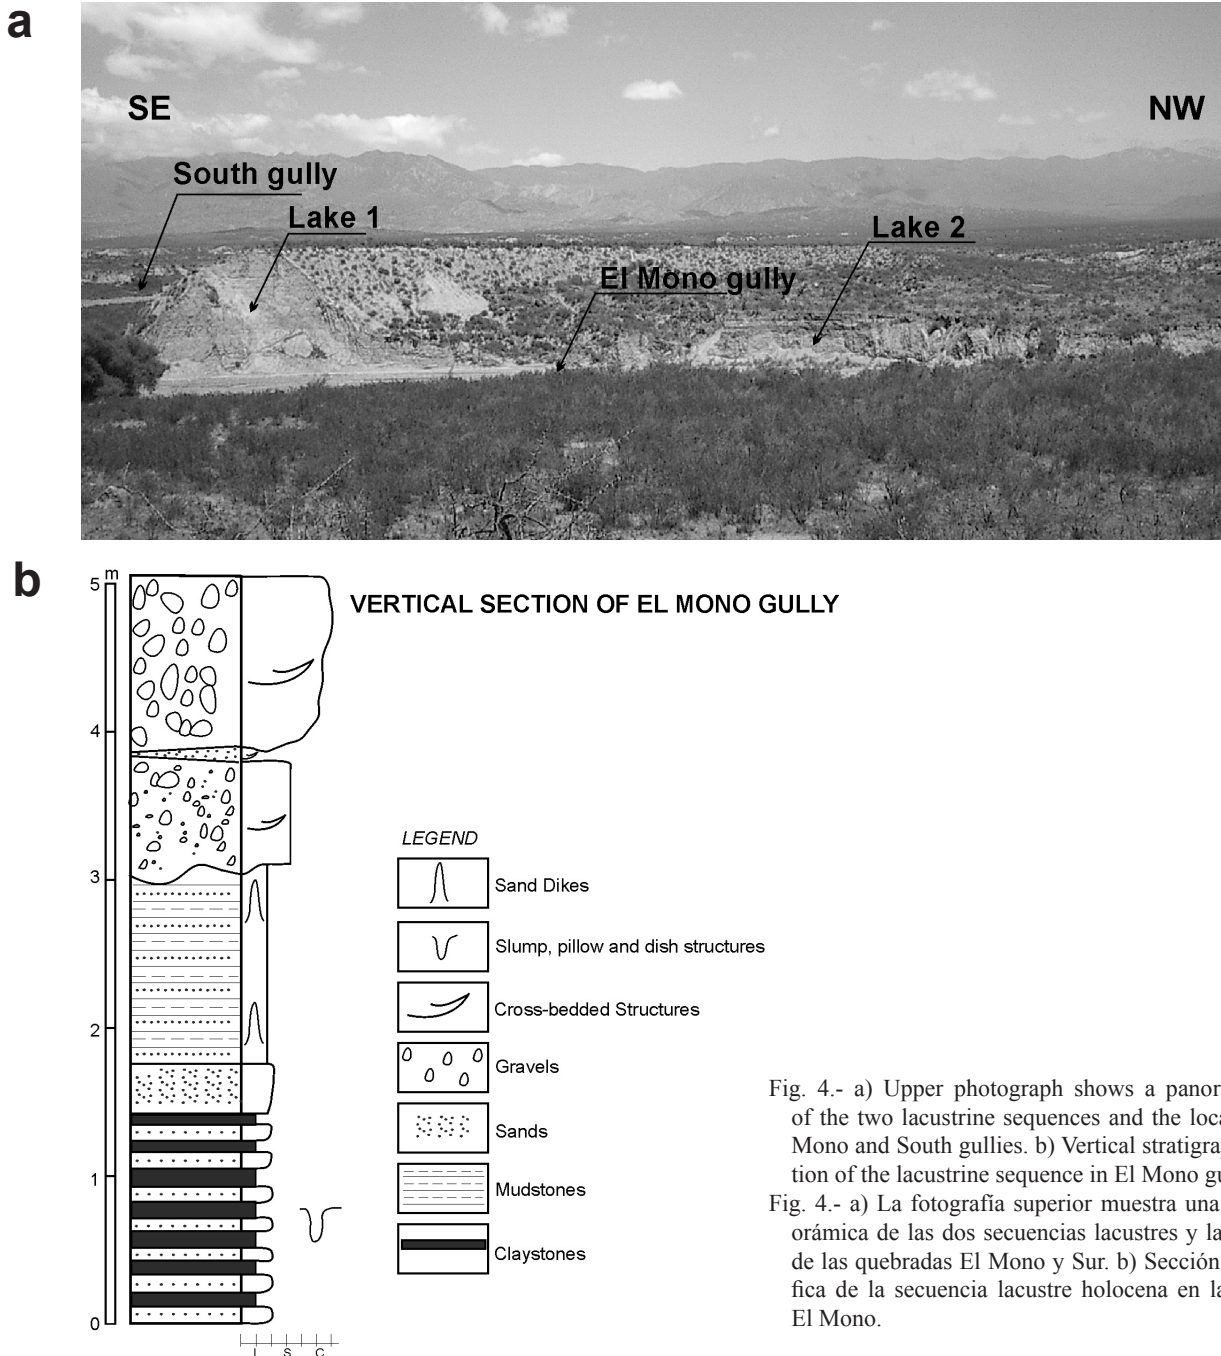 a
SE
NW
South gully
Lake 1
Lake 2
El Mono gully
b
m
5
4
3
2
1
0
VERTICAL SECTION OF EL MONO GULLY
LEGEND
Sand Dikes
Slump, pillow and dish structures
Cross-bedded Structures
Gravels
Sands
Mudstones
Claystones
S C
Fig. 4.- a) Upper photograph shows a panor
of the two lacustrine sequences and the loca
Mono and South gullies. b) Vertical stratigra
tion of the lacustrine sequence in El Mono gu
Fig. 4.- a) La fotografía superior muestra una
orámica de las dos secuencias lacustres y la
de las quebradas El Mono y Sur. b) Sección
fica de la secuencia lacustre holocena en la
El Mono.